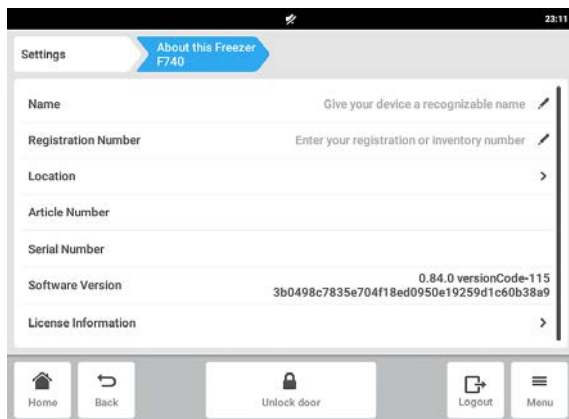 23:11
Settings
About this Freezer
F740
Name
Give your device a recognizable name
Registration Number
Enter your registration or inventory number
Location
Article Number
Serial Number
Software Version
0.84.0 versionCode-115
3b0498c7835e704f18ed0950e19259d1c60b38a9
License Information
Home
Back
Unlock door
Logout
Menu